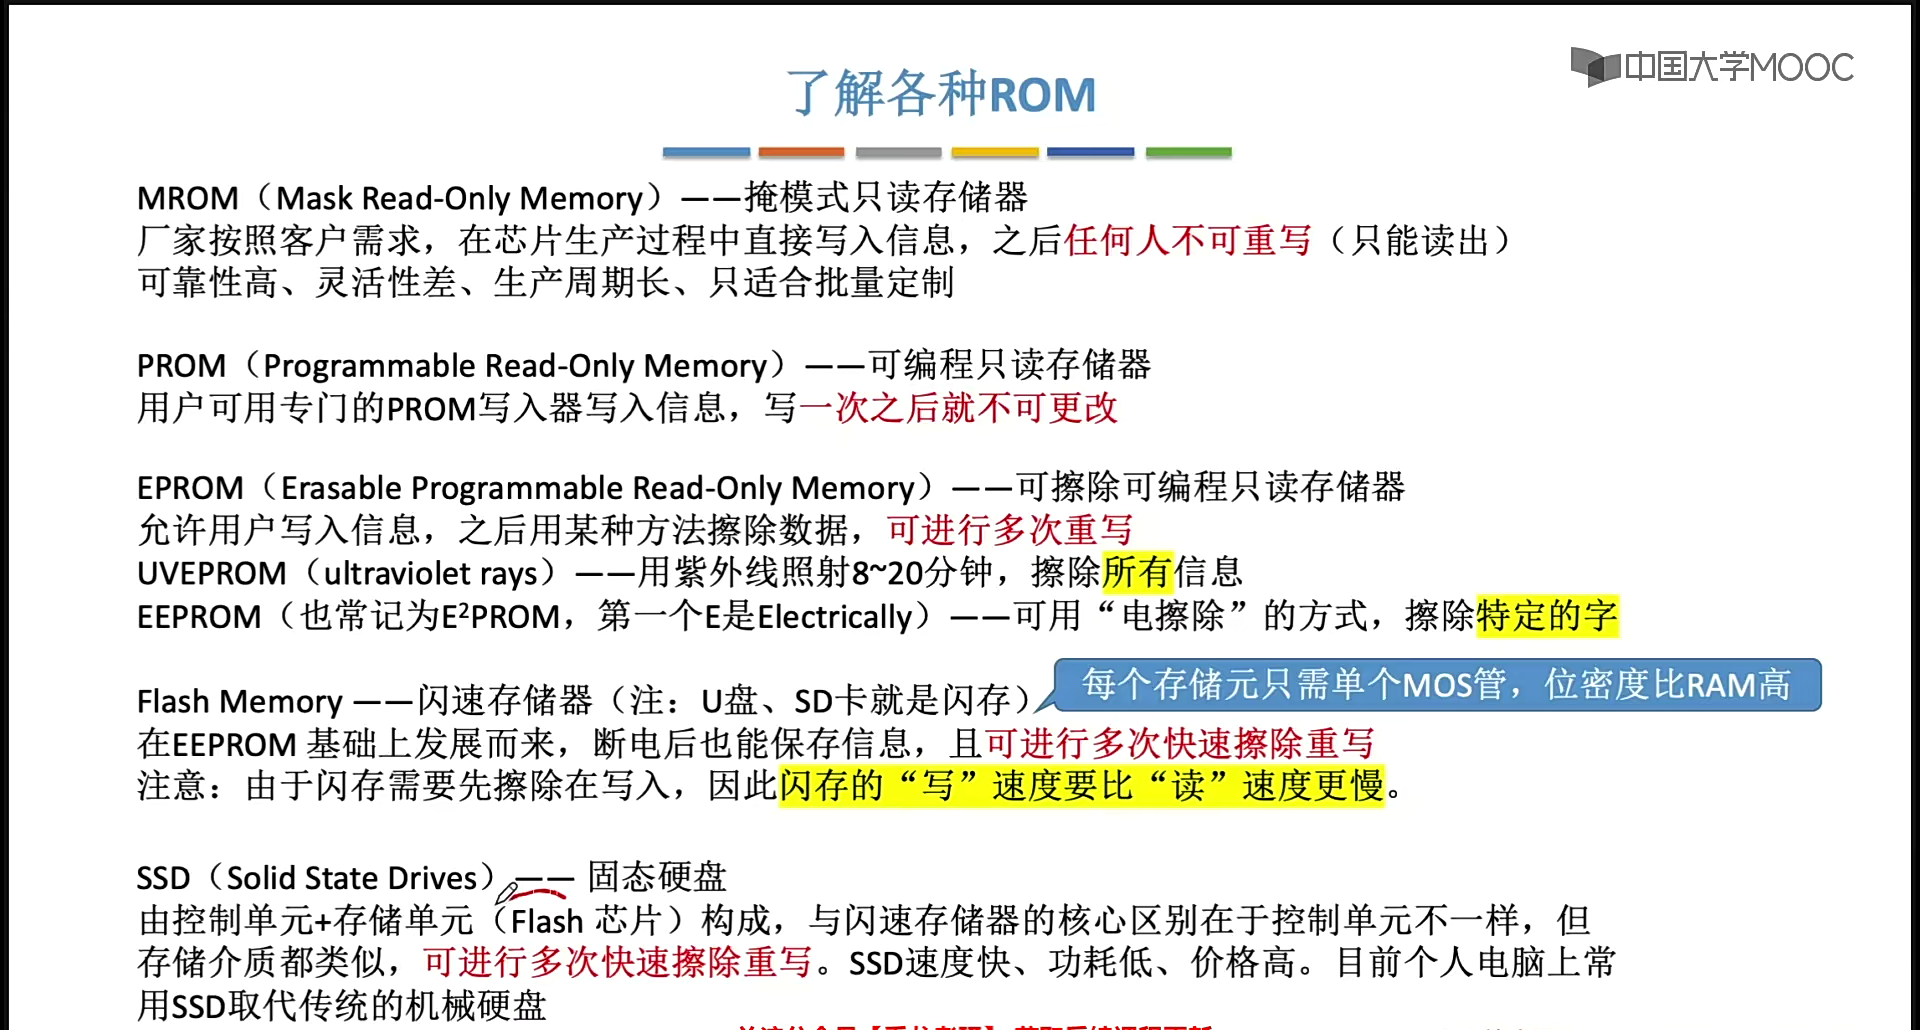 中国大学MOOC
了解各种ROM
MROM（Mask Read-Only Memory）——掩模式只读存储器
厂家按照客户需求，在芯片生产过程中直接写入信息，之后任何人不可重写（只能读出）
可靠性高、灵活性差、生产周期长、只适合批量定制
PROM（Programmable Read-Only Memory）——可编程只读存储器
用户可用专门的PROM写入器写入信息，写一次之后就不可更改
EPROM（Erasable Programmable Read-Only Memory）——可擦除可编程只读存储器
允许用户写入信息，之后用某种方法擦除数据，可进行多次重写
UVEPROM（ultraviolet rays）——用紫外线照射8~20分钟，擦除所有信息
EEPROM（也常记为E²PROM，第一个E是Electrically）——可用“电擦除”的方式，擦除特定的字
每个存储元只需单个MOS管，位密度比RAM高
Flash Memory ——闪速存储器（注：U盘、SD卡就是闪存）
在EEPROM 基础上发展而来，断电后也能保存信息，且可进行多次快速擦除重写
注意：由于闪存需要先擦除在写入，因此闪存的“写”速度要比“读”速度更慢。
SSD（Solid State Drives）—— 固态硬盘
由控制单元+存储单元（Flash 芯片）构成，与闪速存储器的核心区别在于控制单元不一样，但
存储介质都类似，可进行多次快速擦除重写。SSD速度快、功耗低、价格高。目前个人电脑上常
用SSD取代传统的机械硬盘